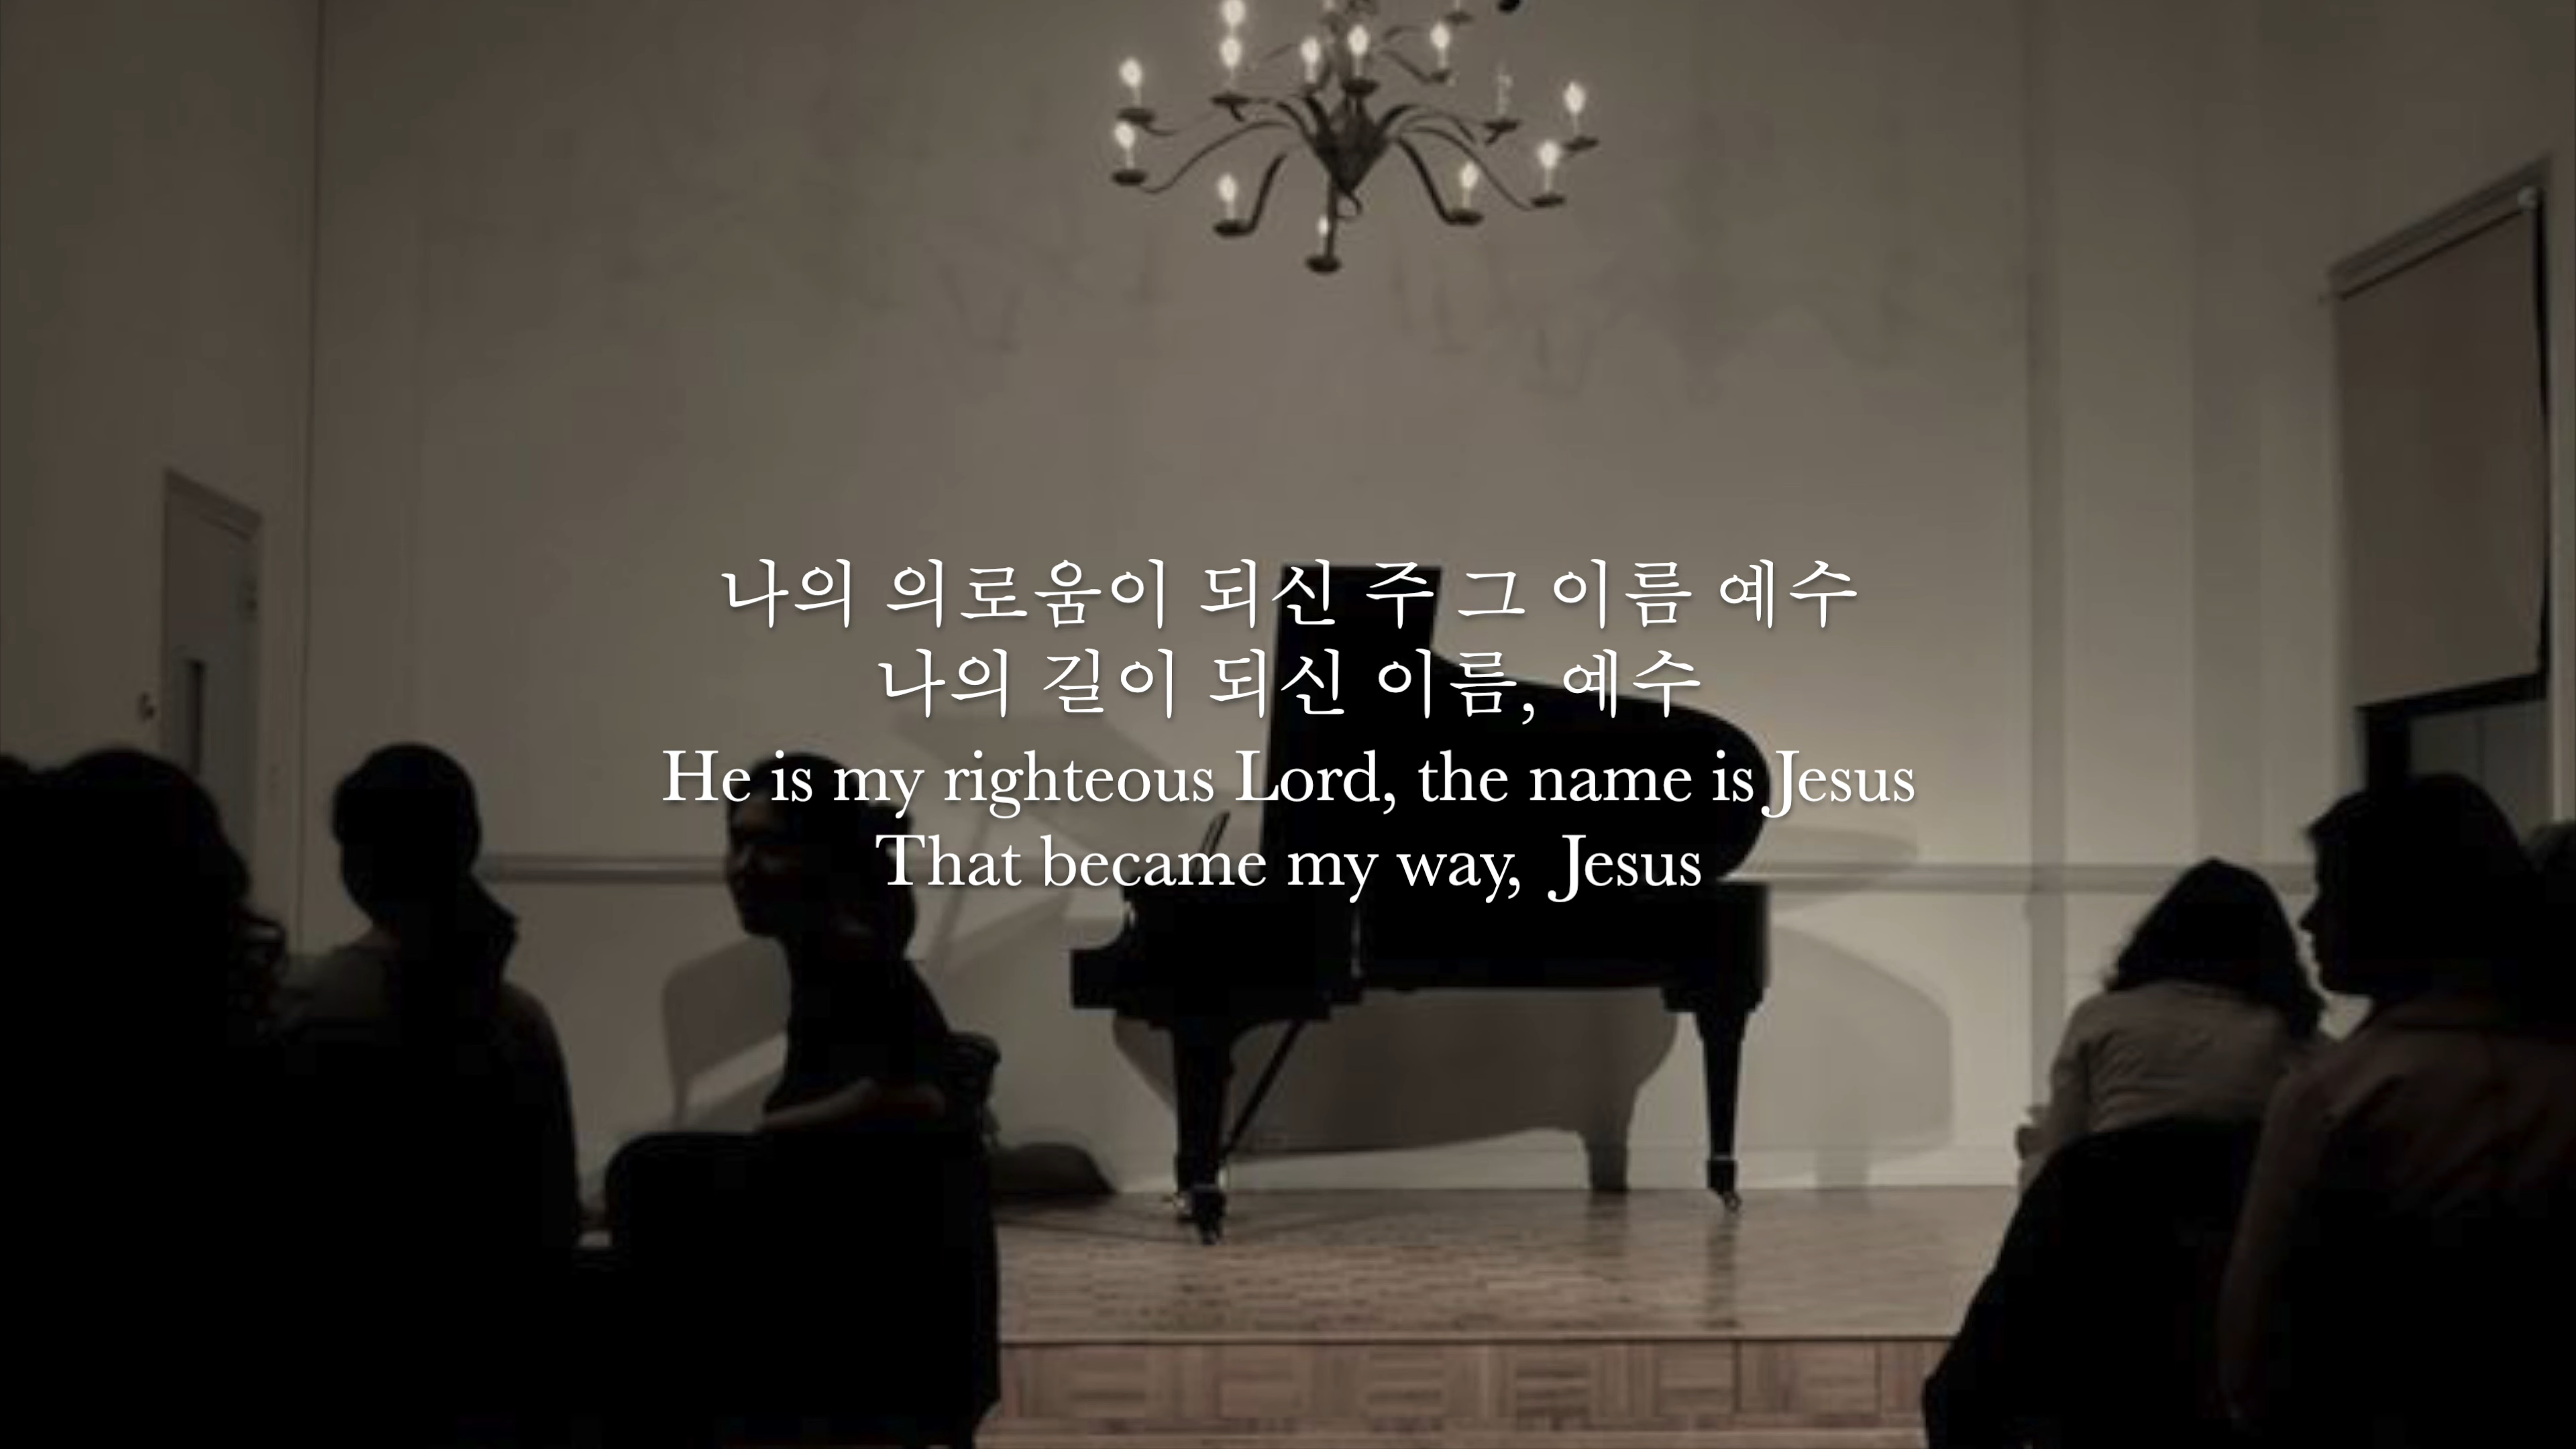 나의 의로움이 되신 주 그 이름 예수
나의 길이 되신 이름, 예수
He is my righteous Lord, the name is Jesus
That became my way, Jesus